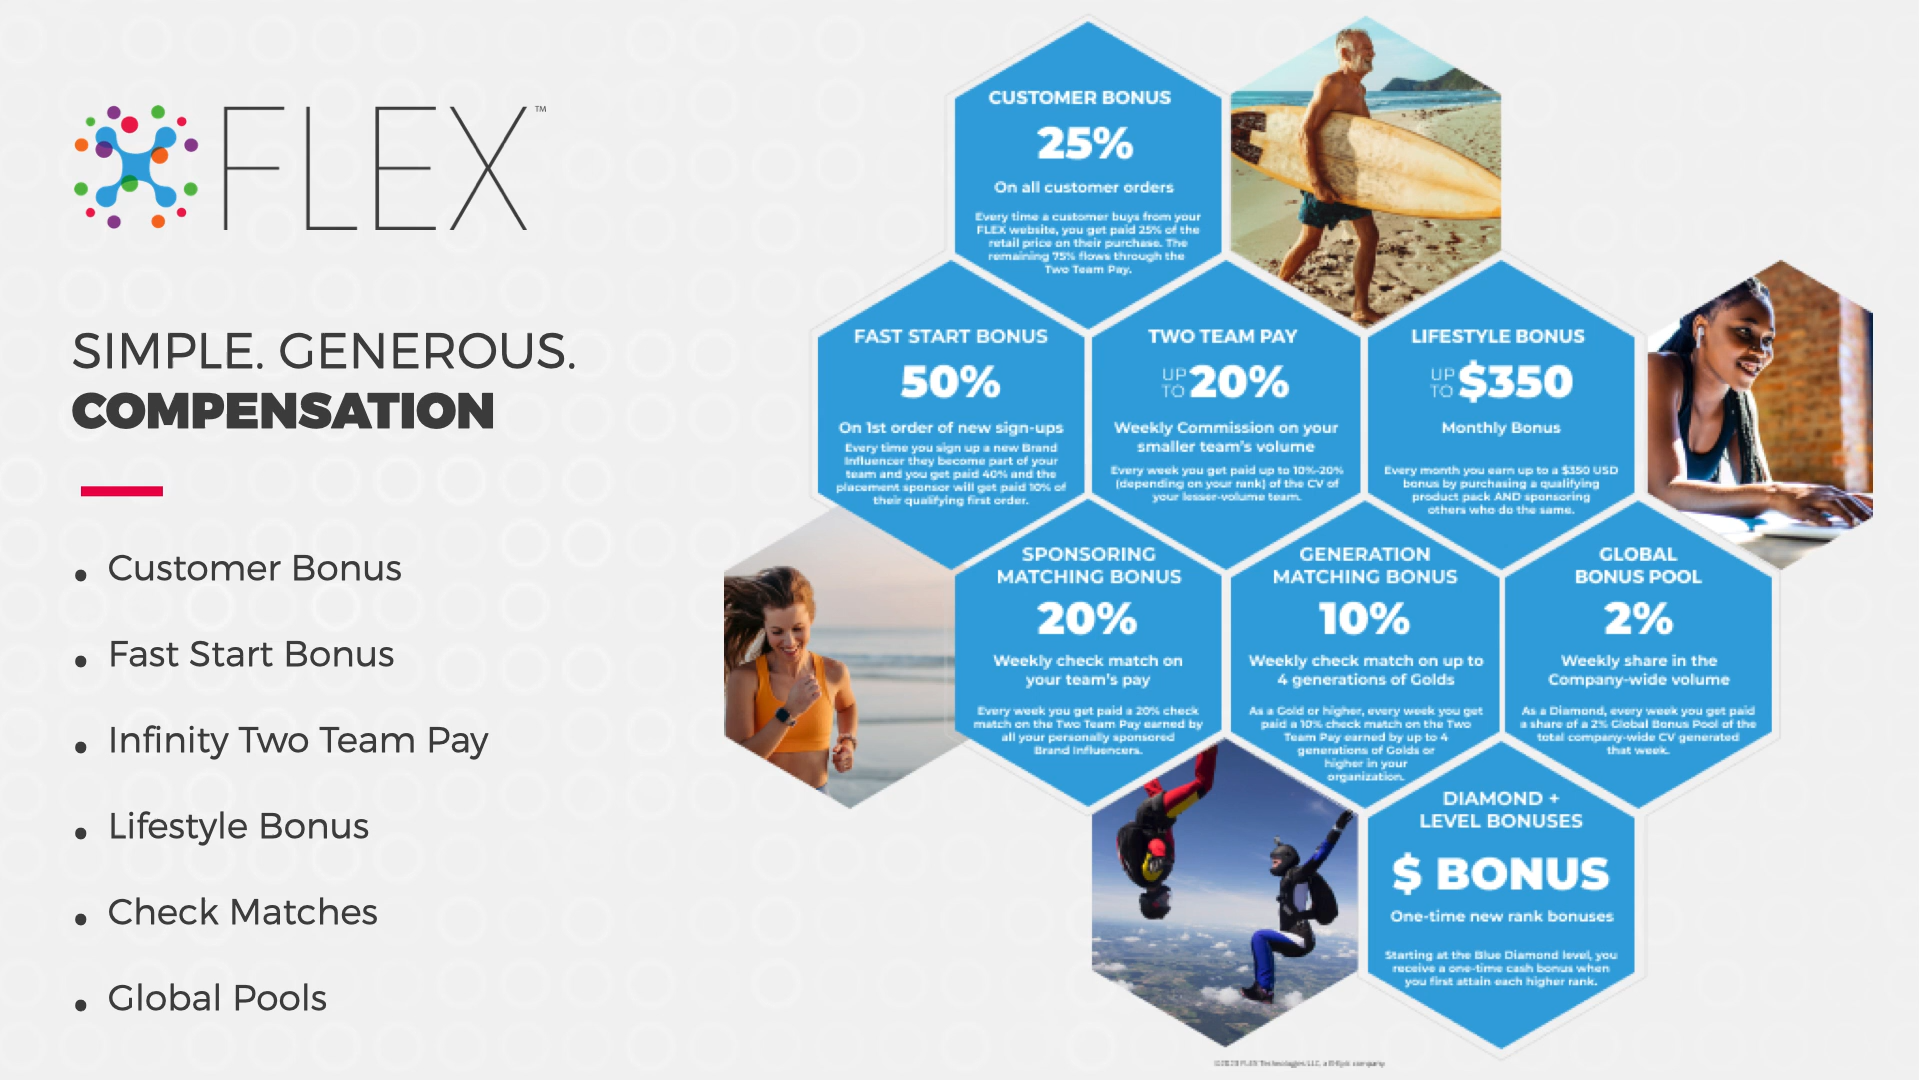 FLEX™
SIMPLE. GENEROUS.
COMPENSATION
• Customer Bonus
• Fast Start Bonus
• Infinity Two Team Pay
• Lifestyle Bonus
• Check Matches
• Global Pools
CUSTOMER BONUS
25%
On all customer orders
Every time a customer buys from your
FLEX website, you get paid 25% of the
retail price on their purchase. The
remaining 75% flows through the
Two Team Pay.
FAST START BONUS
50%
On 1st order of new sign-ups
Every time you sign up a new Brand
Influencer they become part of your
team and you get paid 40% and the
placement sponsor will get paid 10% of
their qualifying first order.
TWO TEAM PAY
UP TO 20%
Weekly Commission on your
smaller team's volume
Every week you get paid up to 10%-20%
(depending on your rank) of the CV of
your lesser-volume team.
LIFESTYLE BONUS
UP TO $350
Monthly Bonus
Every month you earn up to a $350 USD
bonus by purchasing a qualifying
product pack AND sponsoring
others who do the same.
SPONSORING
MATCHING BONUS
20%
Weekly check match on
your team's pay
Every week you get paid a 20% check
match on the Two Team Pay earned by
all your personally sponsored
Brand Influencers.
GENERATION
MATCHING BONUS
10%
Weekly check match on up to
4 generations of Golds
As a Gold or higher, every week you get
paid a 10% check match on the Two
Team Pay earned by up to 4
generations of Golds or
higher in your
organization.
GLOBAL
BONUS POOL
2%
Weekly share in the
Company-wide volume
As a Diamond, every week you get paid
a share of a 2% Global Bonus Pool of the
total company-wide CV generated
that week.
DIAMOND +
LEVEL BONUSES
$ BONUS
One-time new rank bonuses
Starting at the Blue Diamond level, you
receive a one-time cash bonus when
you first attain each higher rank.
FLEX Technologies LLC, a company